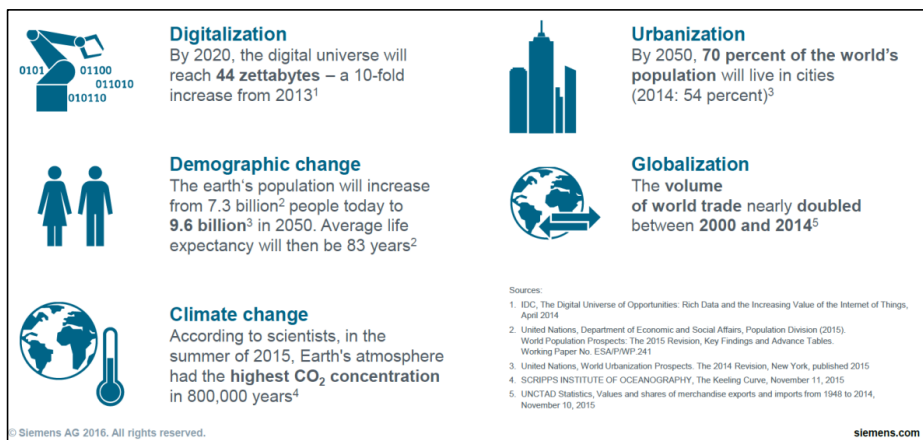 Digitalization
By 2020, the digital universe will
reach 44 zettabytes – a 10-fold
increase from 2013¹
0101 01100
011010
010110
Demographic change
The earth‘s population will increase
from 7.3 billion² people today to
9.6 billion³ in 2050. Average life
expectancy will then be 83 years²
Climate change
According to scientists, in the
summer of 2015, Earth's atmosphere
had the highest CO₂ concentration
in 800,000 years⁴
Urbanization
By 2050, 70 percent of the world’s
population will live in cities
(2014: 54 percent)³
Globalization
The volume
of world trade nearly doubled
between 2000 and 2014⁵
Sources:
1. IDC, The Digital Universe of Opportunities: Rich Data and the Increasing Value of the Internet of Things,
April 2014
2. United Nations, Department of Economic and Social Affairs, Population Division (2015).
World Population Prospects: The 2015 Revision, Key Findings and Advance Tables.
Working Paper No. ESA/P/WP.241
3. United Nations, World Urbanization Prospects. The 2014 Revision, New York, published 2015
4. SCRIPPS INSTITUTE OF OCEANOGRAPHY, The Keeling Curve, November 11, 2015
5. UNCTAD Statistics, Values and shares of merchandise exports and imports from 1948 to 2014,
November 10, 2015
© Siemens AG 2016. All rights reserved.
siemens.com